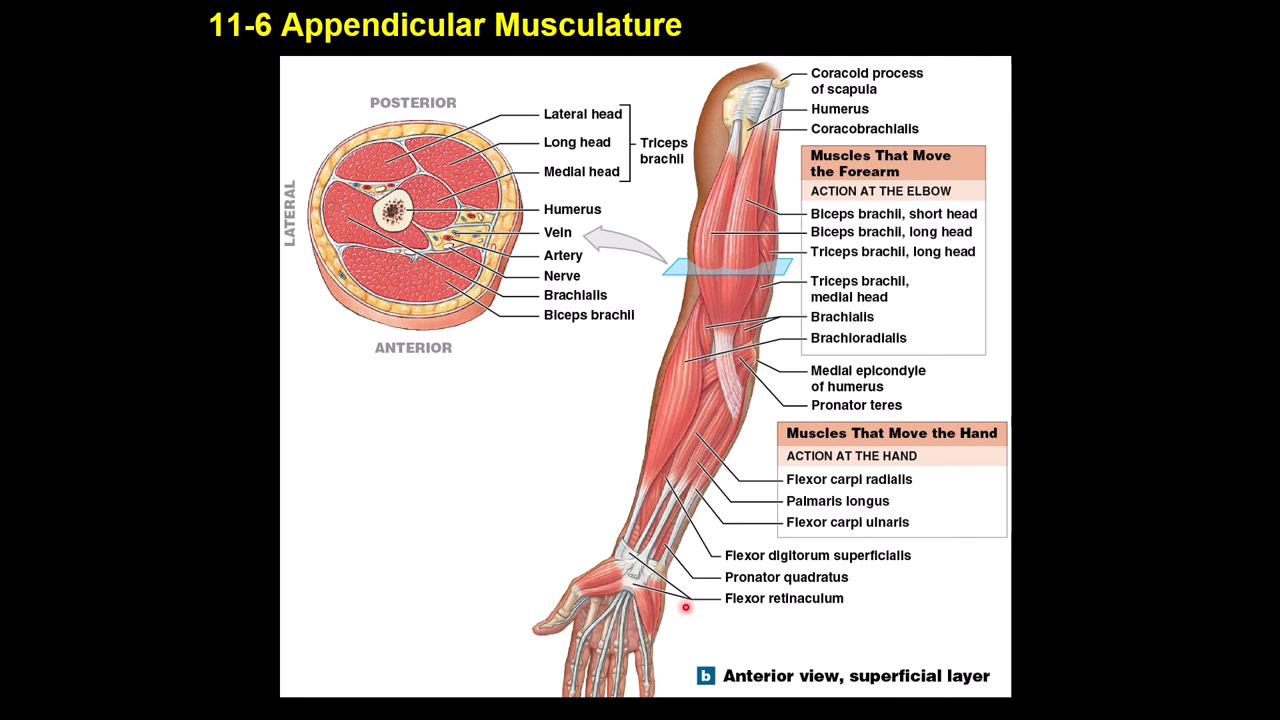 11-6 Appendicular Musculature
POSTERIOR
LATERAL
ANTERIOR
Lateral head
Long head
Medial head
Triceps
brachii
Humerus
Vein
Artery
Nerve
Brachialis
Biceps brachii
Coracoid process
of scapula
Humerus
Coracobrachialis
Muscles That Move
the Forearm
ACTION AT THE ELBOW
Biceps brachii, short head
Biceps brachii, long head
Triceps brachii, long head
Triceps brachii,
medial head
Brachialis
Brachioradialis
Medial epicondyle
of humerus
Pronator teres
Muscles That Move the Hand
ACTION AT THE HAND
Flexor carpi radialis
Palmaris longus
Flexor carpi ulnaris
Flexor digitorum superficialis
Pronator quadratus
Flexor retinaculum
b Anterior view, superficial layer